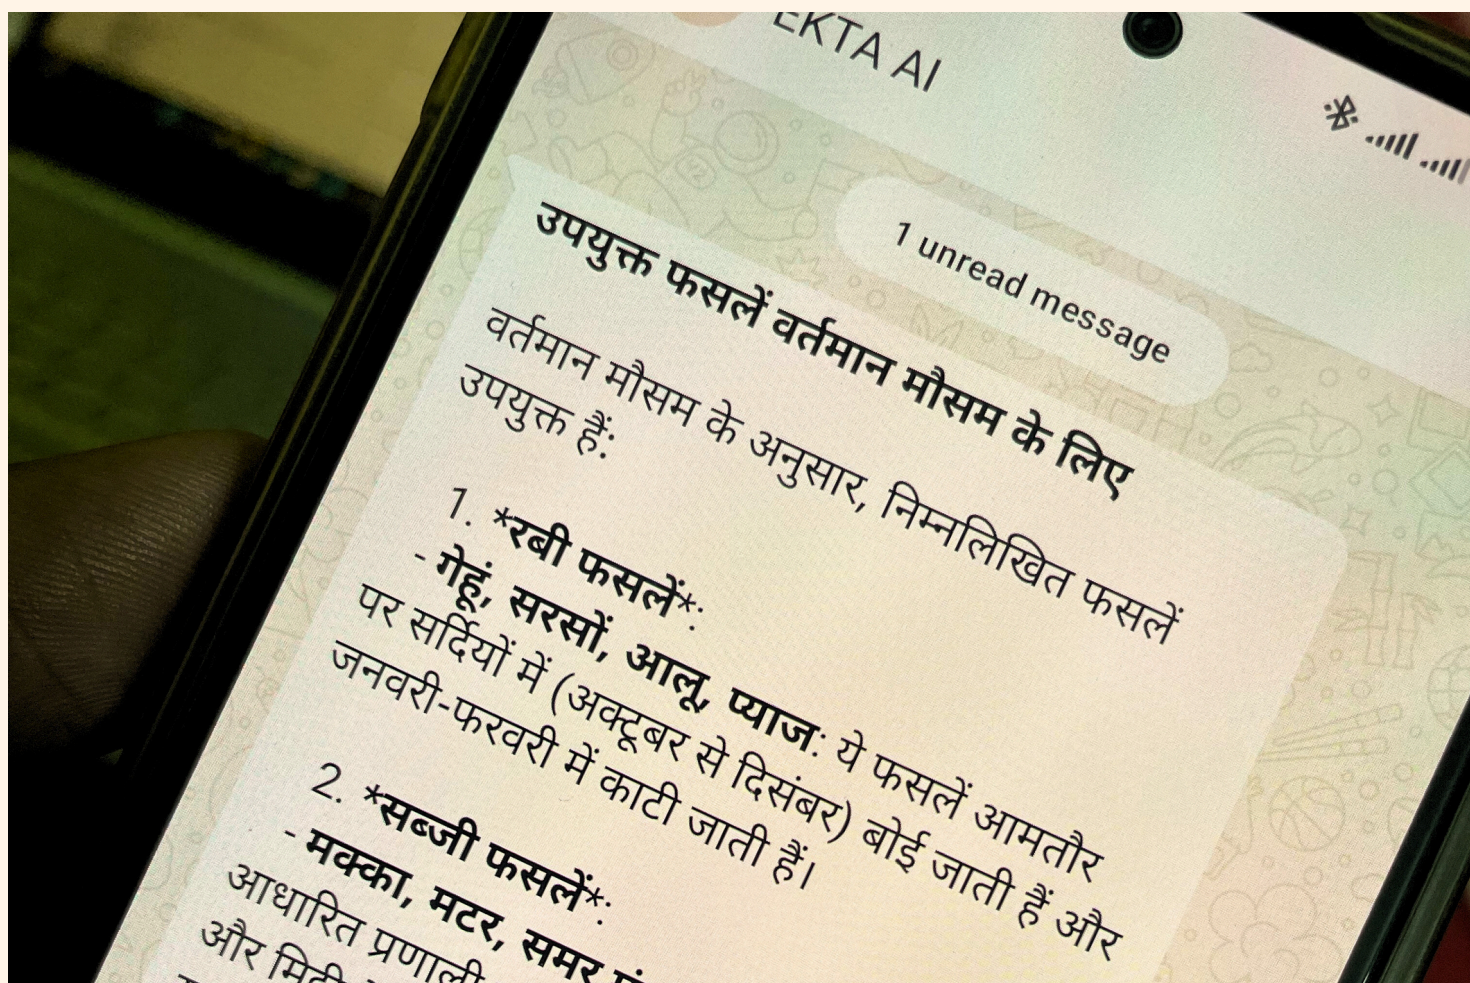 EKTA AI
1 unread message
उपयुक्त फसलें वर्तमान मौसम के लिए
वर्तमान मौसम के अनुसार, निम्नलिखित फसलें
उपयुक्त हैं:
1. *रबी फसलें*:
- गेहूं, सरसों, आलू, प्याज: ये फसलें आमतौर
पर सर्दियों में (अक्टूबर से दिसंबर) बोई जाती हैं और
जनवरी-फरवरी में काटी जाती हैं।
2. *सब्जी फसलें*:
- मक्का, मटर, समर
आधारित प्रणाली
और